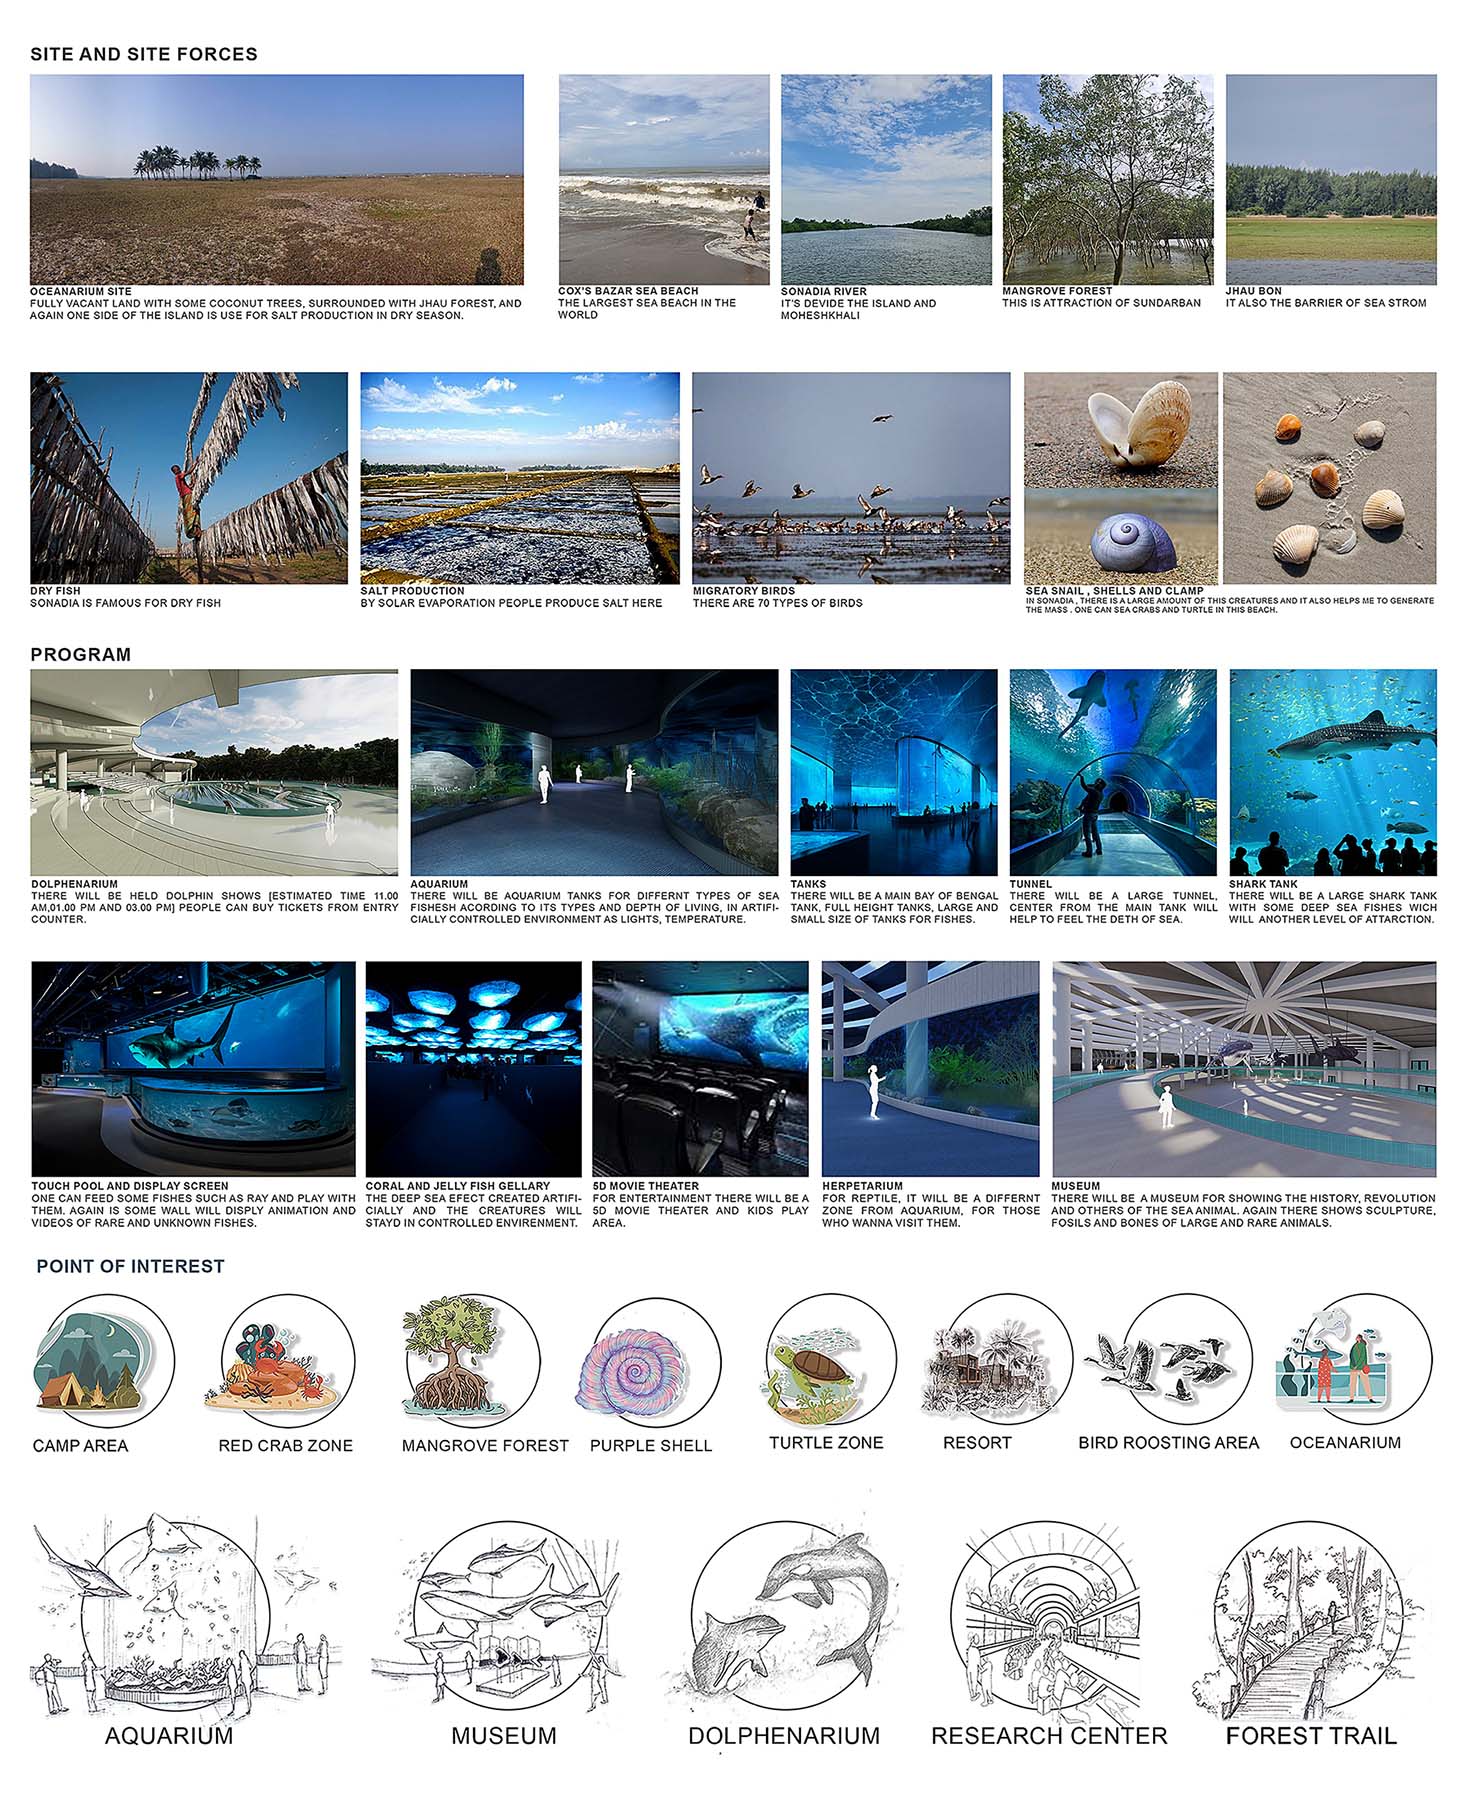 SITE AND SITE FORCES
OCEANARIUM SITE
FULLY VACANT LAND WITH SOME COCONUT TREES, SURROUNDED WITH JHAU FOREST, AND
AGAIN ONE SIDE OF THE ISLAND IS USE FOR SALT PRODUCTION IN DRY SEASON.
COX'S BAZAR SEA BEACH
THE LARGEST SEA BEACH IN THE
WORLD
SONADIA RIVER
IT'S DEVIDE THE ISLAND AND
MOHESHKHALI
MANGROVE FOREST
THIS IS ATTRACTION OF SUNDARBAN
JHAU BON
IT ALSO THE BARRIER OF SEA STROM
DRY FISH
SONADIA IS FAMOUS FOR DRY FISH
SALT PRODUCTION
BY SOLAR EVAPORATION PEOPLE PRODUCE SALT HERE
MIGRATORY BIRDS
THERE ARE 70 TYPES OF BIRDS
SEA SNAIL , SHELLS AND CLAMP
IN SONADIA , THERE IS A LARGE AMOUNT OF THIS CREATURES AND IT ALSO HELPS ME TO GENERATE
THE MASS . ONE CAN SEA CRABS AND TURTLE IN THIS BEACH.
PROGRAM
DOLPHENARIUM
THERE WILL BE HELD DOLPHIN SHOWS [ESTIMATED TIME 11.00
AM,01.00 PM AND 03.00 PM] PEOPLE CAN BUY TICKETS FROM ENTRY
COUNTER.
AQUARIUM
THERE WILL BE AQUARIUM TANKS FOR DIFFERNT TYPES OF SEA
FISHESH ACORDING TO ITS TYPES AND DEPTH OF LIVING, IN ARTIFI-
CIALLY CONTROLLED ENVIRONMENT AS LIGHTS, TEMPERATURE.
TANKS
THERE WILL BE A MAIN BAY OF BENGAL
TANK, FULL HEIGHT TANKS, LARGE AND
SMALL SIZE OF TANKS FOR FISHES.
TUNNEL
THERE WILL BE A LARGE TUNNEL,
CENTER FROM THE MAIN TANK WILL
HELP TO FEEL THE DETH OF SEA.
SHARK TANK
THERE WILL BE A LARGE SHARK TANK
WITH SOME DEEP SEA FISHES WICH
WILL ANOTHER LEVEL OF ATTARCTION.
TOUCH POOL AND DISPLAY SCREEN
ONE CAN FEED SOME FISHES SUCH AS RAY AND PLAY WITH
THEM. AGAIN IS SOME WALL WILL DISPLY ANIMATION AND
VIDEOS OF RARE AND UNKNOWN FISHES.
CORAL AND JELLY FISH GELLARY
THE DEEP SEA EFECT CREATED ARTIFI-
CIALLY AND THE CREATURES WILL
STAYD IN CONTROLLED ENVIRENMENT.
5D MOVIE THEATER
FOR ENTERTAINMENT THERE WILL BE A
5D MOVIE THEATER AND KIDS PLAY
AREA.
HERPETARIUM
FOR REPTILE, IT WILL BE A DIFFERNT
ZONE FROM AQUARIUM, FOR THOSE
WHO WANNA VISIT THEM.
MUSEUM
THERE WILL BE A MUSEUM FOR SHOWING THE HISTORY, REVOLUTION
AND OTHERS OF THE SEA ANIMAL. AGAIN THERE SHOWS SCULPTURE,
FOSILS AND BONES OF LARGE AND RARE ANIMALS.
POINT OF INTEREST
CAMP AREA
RED CRAB ZONE
MANGROVE FOREST
PURPLE SHELL
TURTLE ZONE
RESORT
BIRD ROOSTING AREA
OCEANARIUM
AQUARIUM
MUSEUM
DOLPHENARIUM
RESEARCH CENTER
FOREST TRAIL